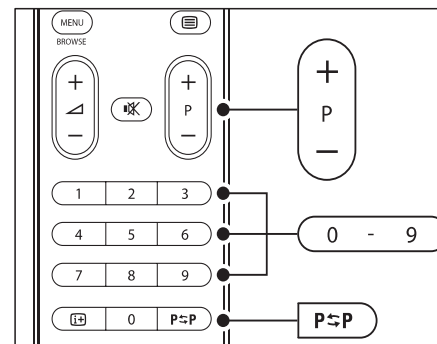 MENU
BROWSE
+ +
P
- -
+
P
-
1 2 3
4 5 6
0 - 9
7 8 9
i+ 0 P⇆P
P⇆P